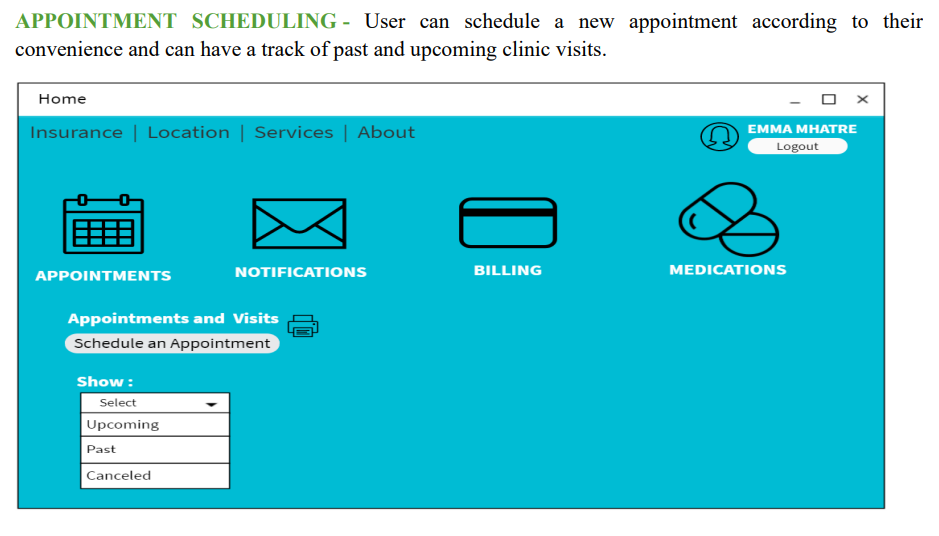 APPOINTMENT SCHEDULING - User can schedule a new appointment according to their
convenience and can have a track of past and upcoming clinic visits.
Home
Insurance | Location | Services | About
EMMA MHATRE
Logout
APPOINTMENTS
NOTIFICATIONS
BILLING
MEDICATIONS
Appointments and Visits
Schedule an Appointment
Show :
Select
Upcoming
Past
Canceled